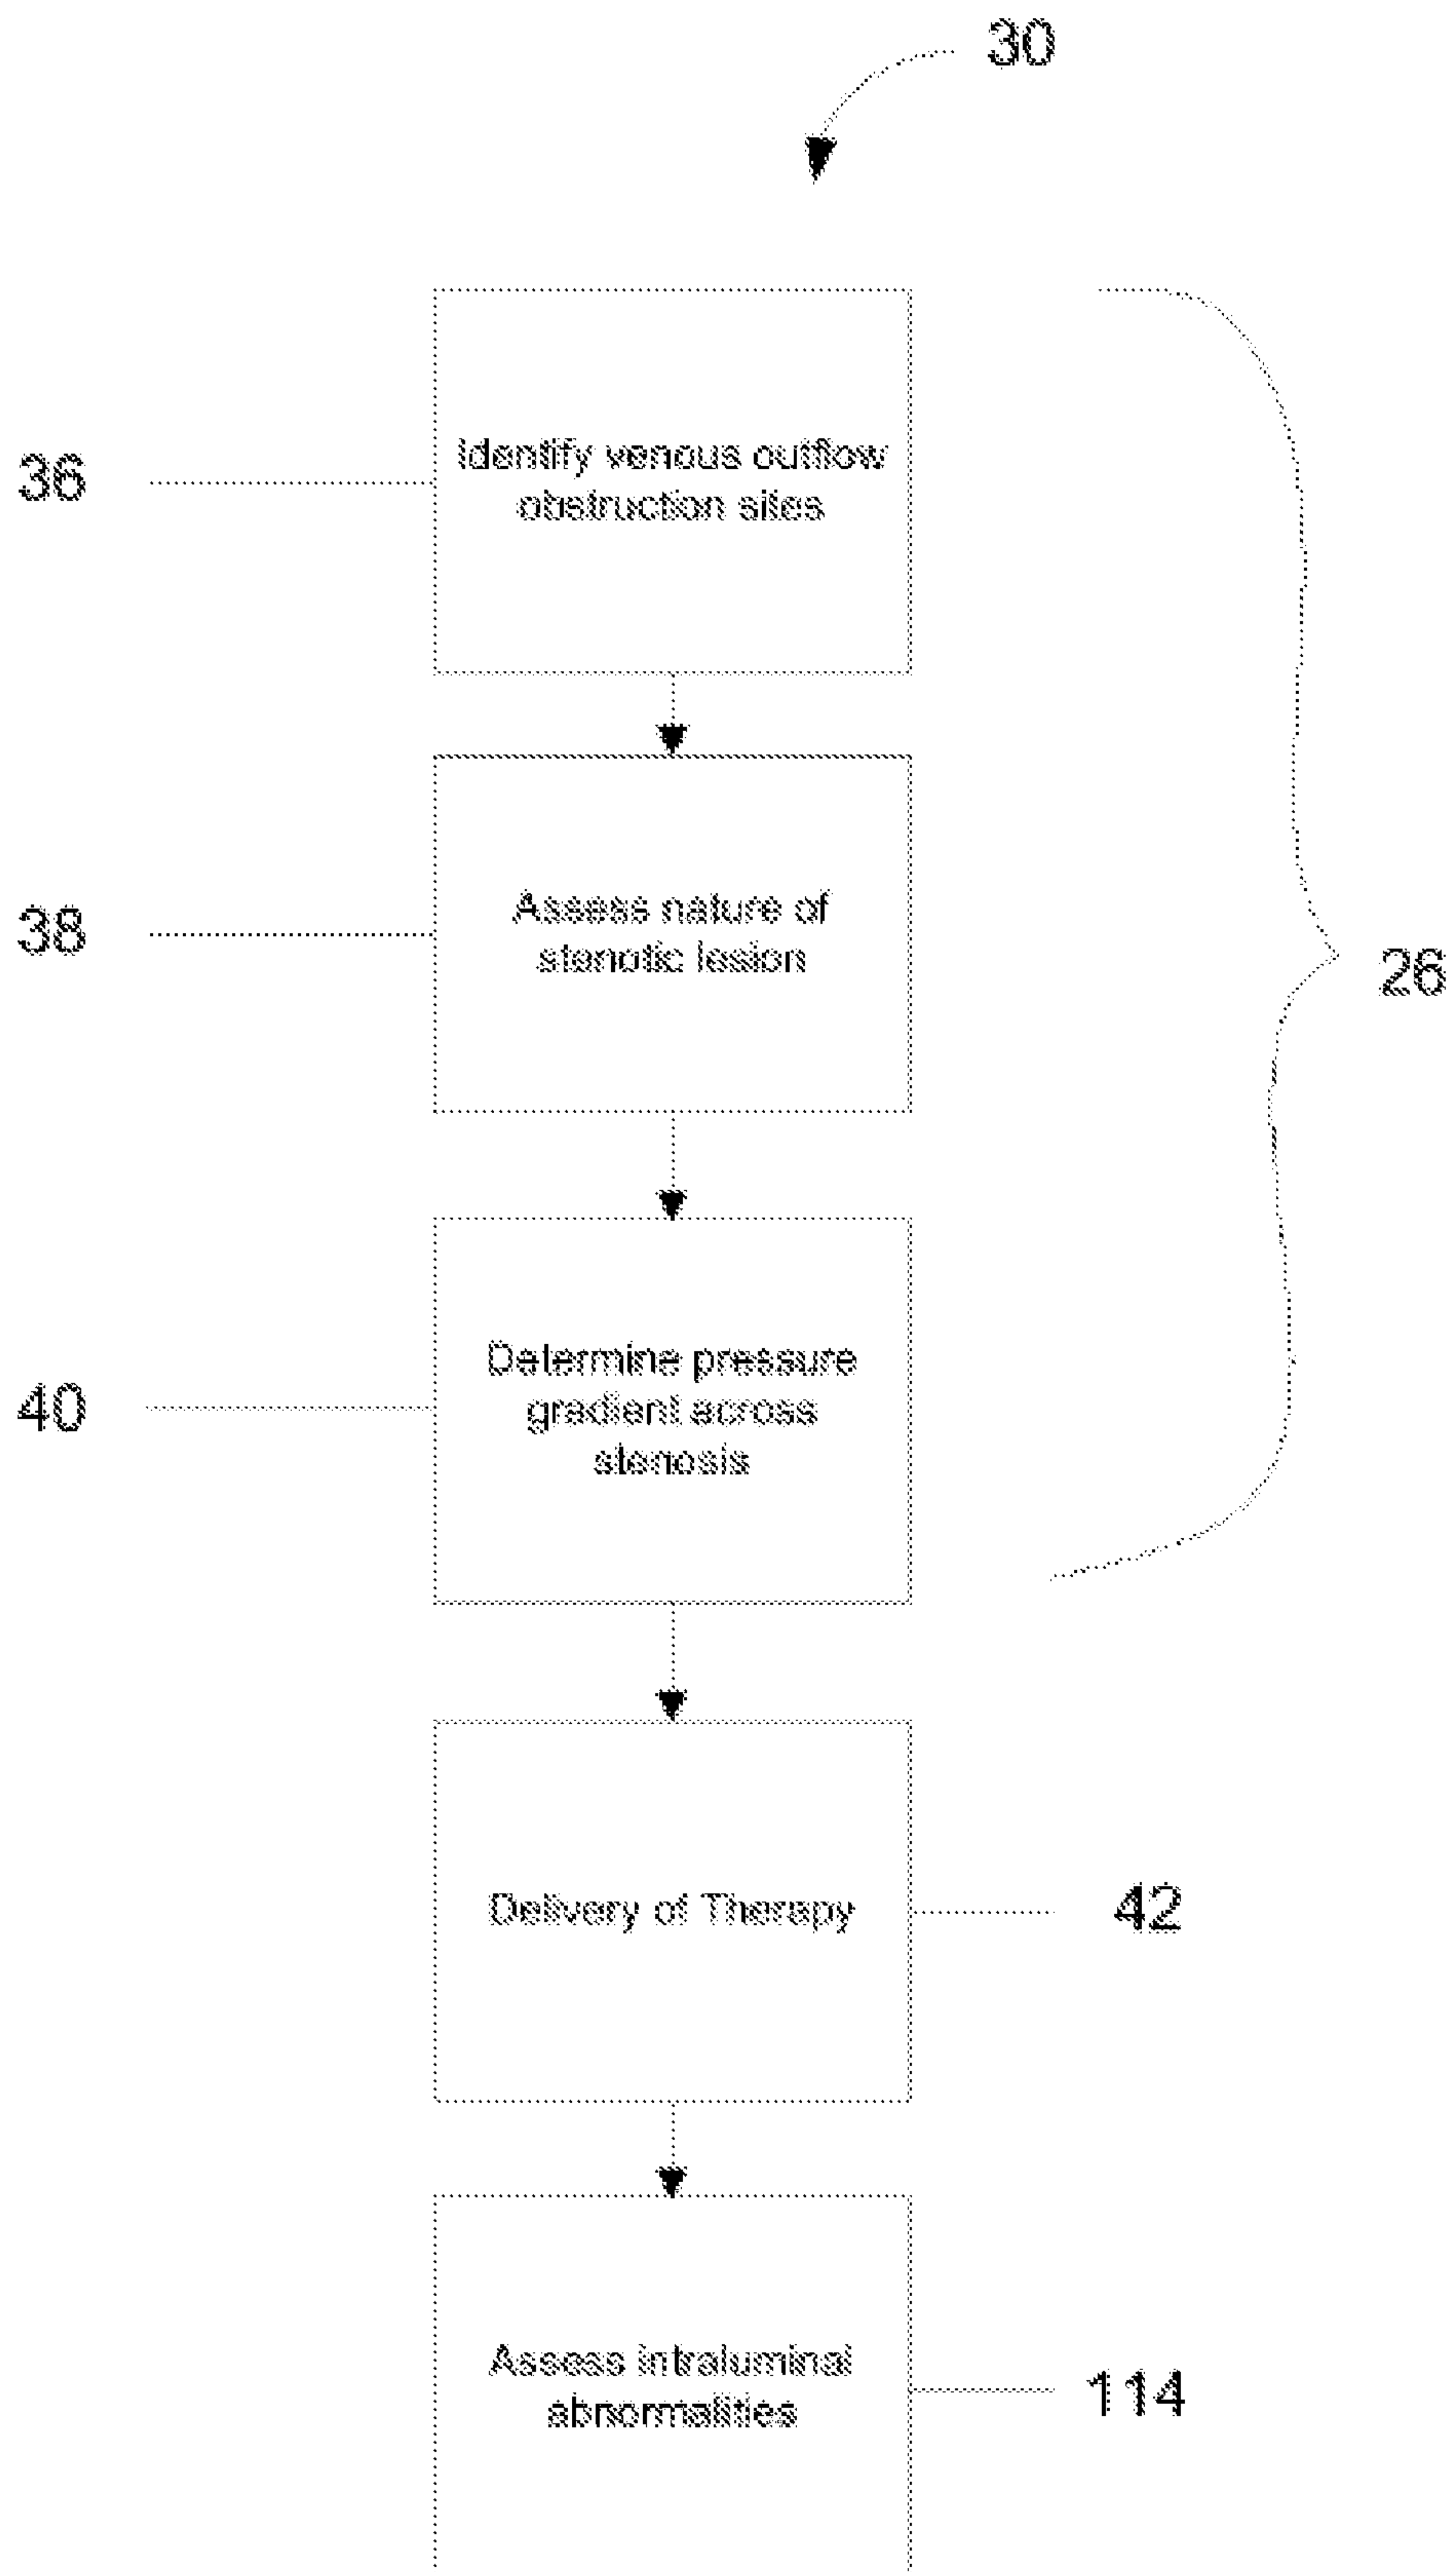 30
36
Identify venous outflow
obstruction sites
38
Assess nature of
stenotic lesion
26
40
Determine pressure
gradient across
stenosis
Delivery of Therapy
42
Assess intraluminal
abnormalities
114